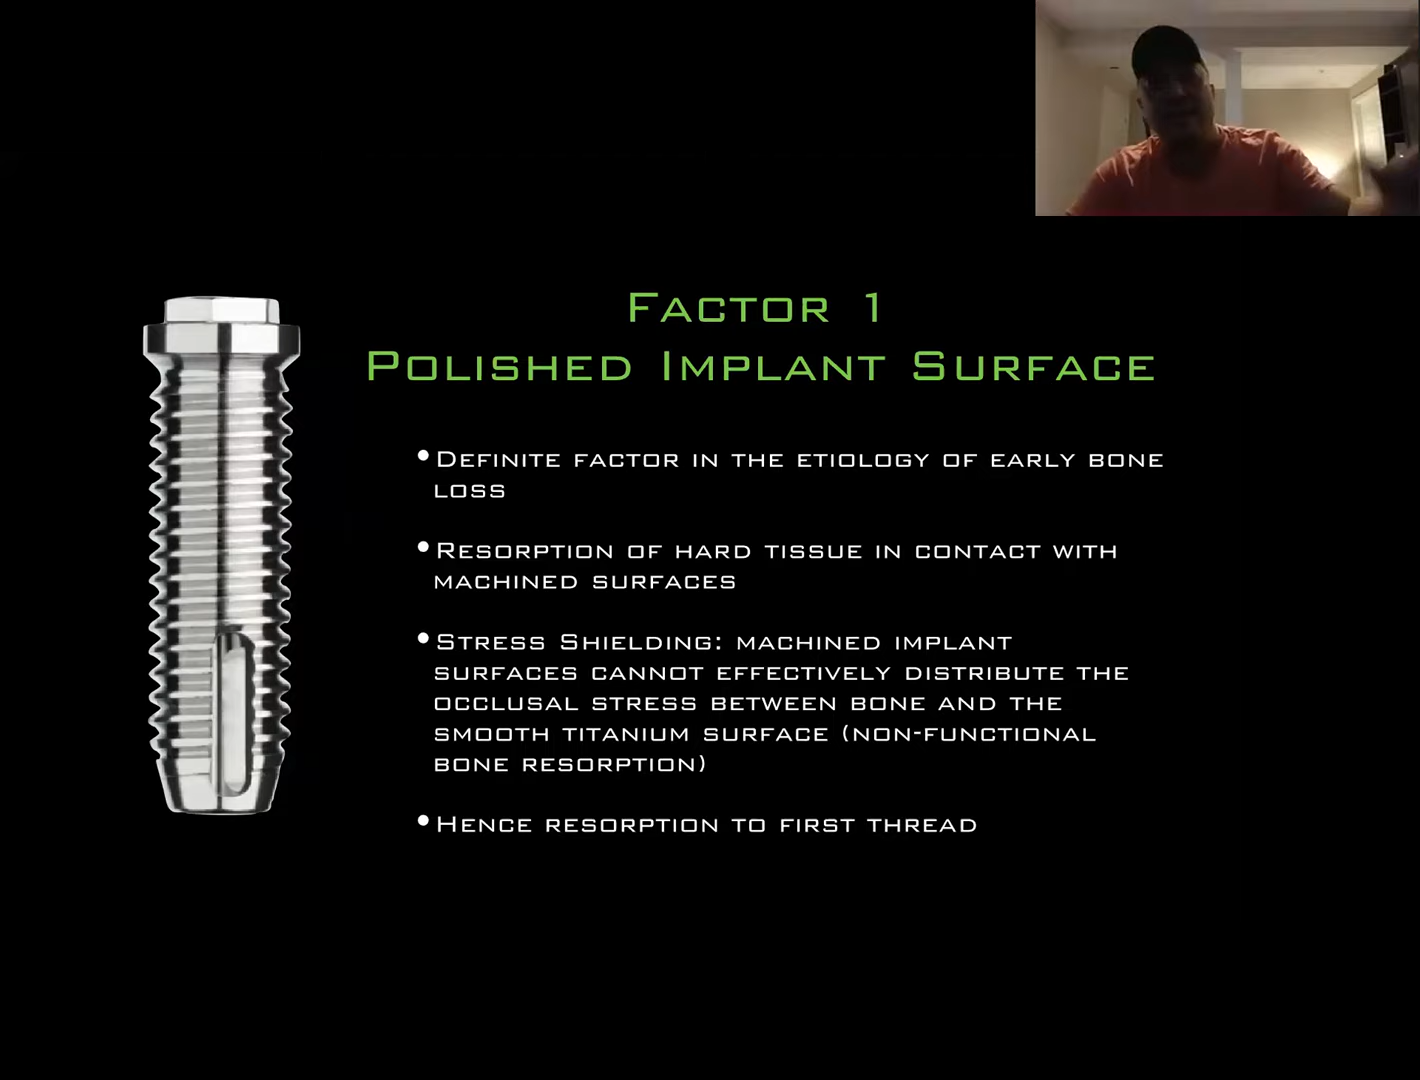 Factor 1
Polished Implant Surface
•Definite factor in the etiology of early bone
loss
•Resorption of hard tissue in contact with
machined surfaces
•Stress Shielding: machined implant
surfaces cannot effectively distribute the
occlusal stress between bone and the
smooth titanium surface (non-functional
bone resorption)
•Hence resorption to first thread